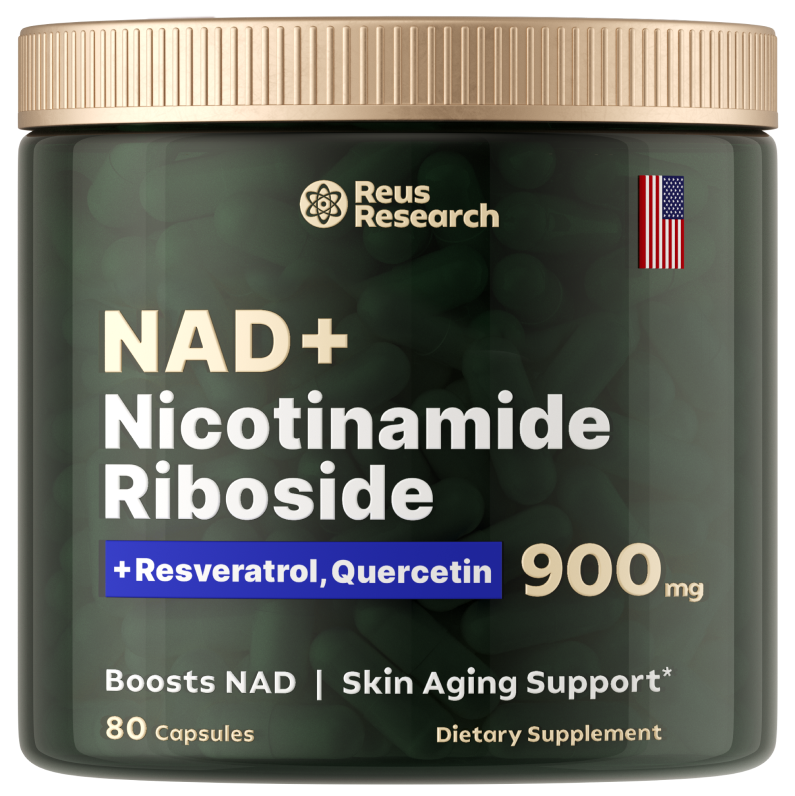 Reus
Research
NAD+
Nicotinamide
Riboside
+Resveratrol, Quercetin 900mg
Boosts NAD | Skin Aging Support*
80 Capsules Dietary Supplement